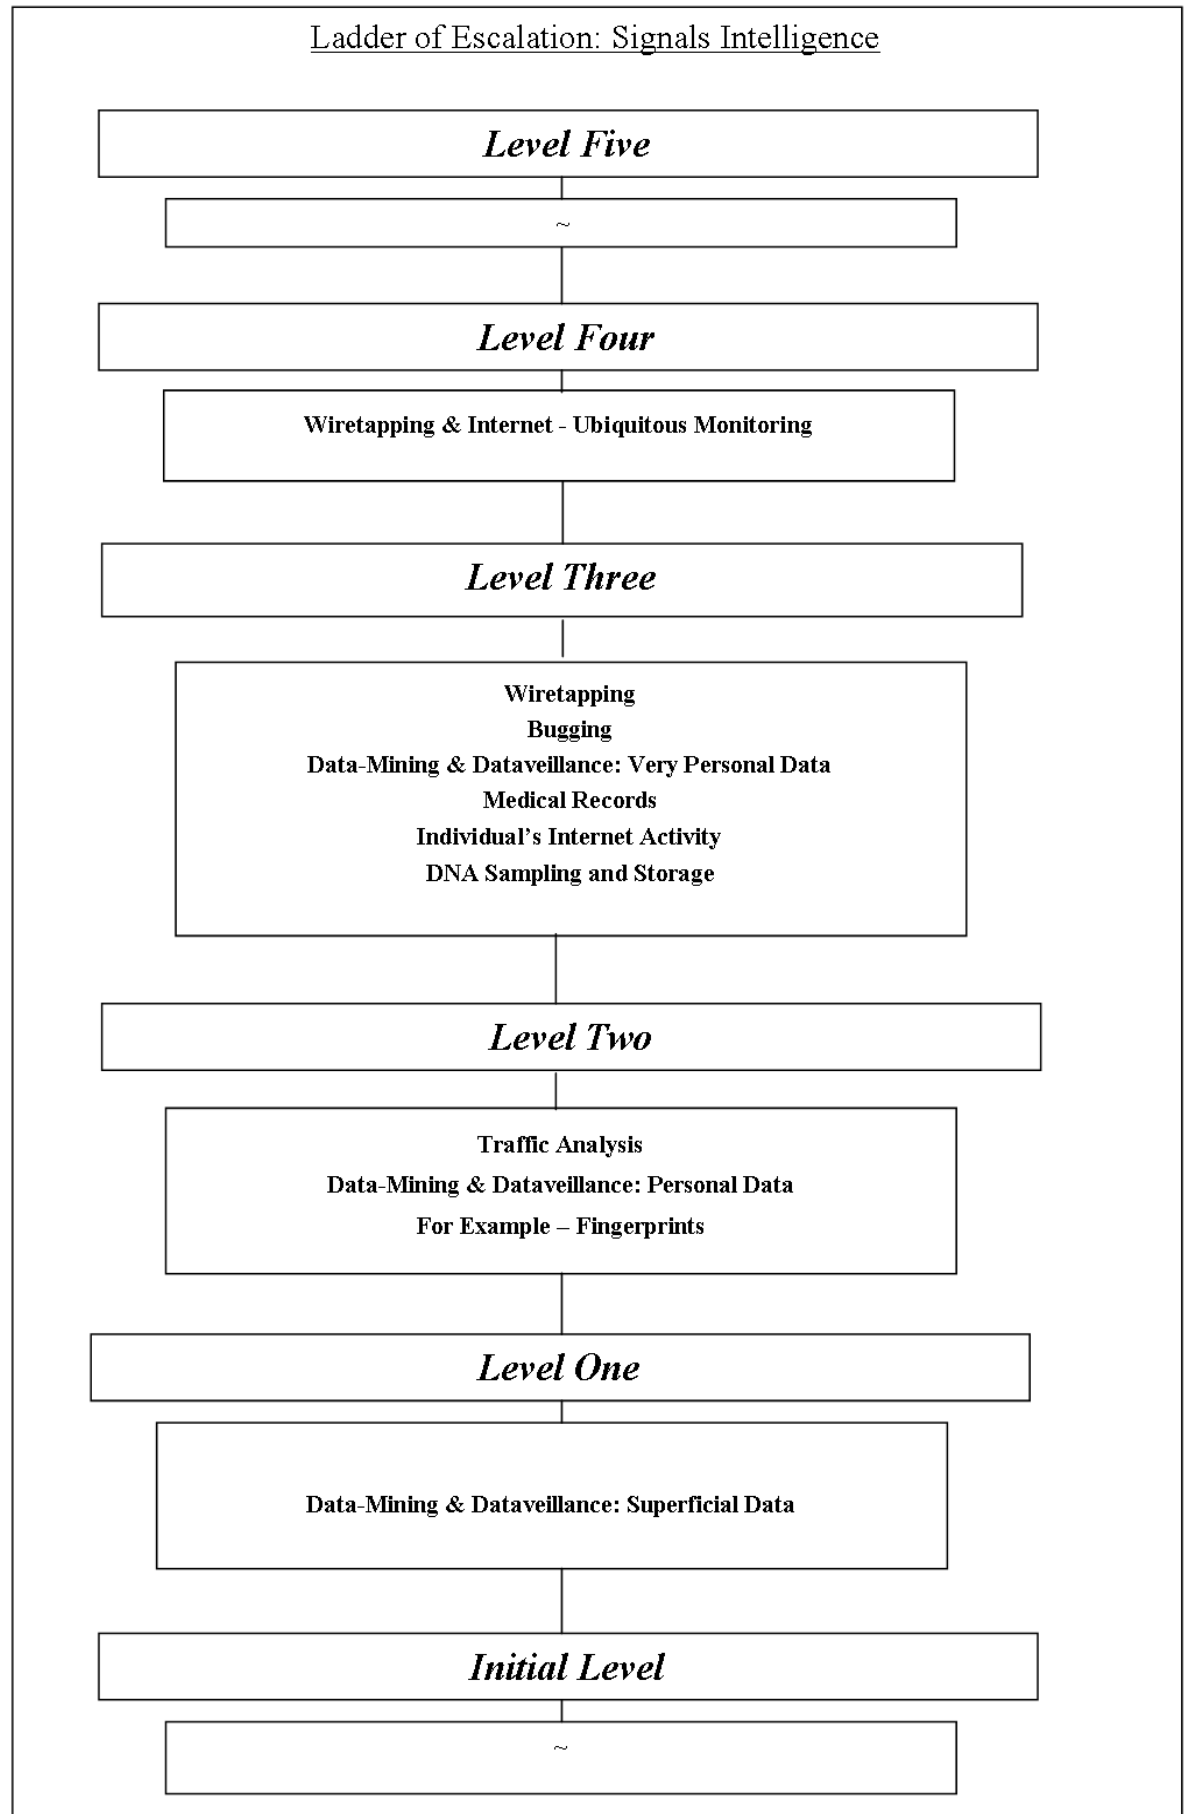 Ladder of Escalation: Signals Intelligence
Level Five
~
Level Four
Wiretapping & Internet - Ubiquitous Monitoring
Level Three
Wiretapping
Bugging
Data-Mining & Dataveillance: Very Personal Data
Medical Records
Individual’s Internet Activity
DNA Sampling and Storage
Level Two
Traffic Analysis
Data-Mining & Dataveillance: Personal Data
For Example – Fingerprints
Level One
Data-Mining & Dataveillance: Superficial Data
Initial Level
~